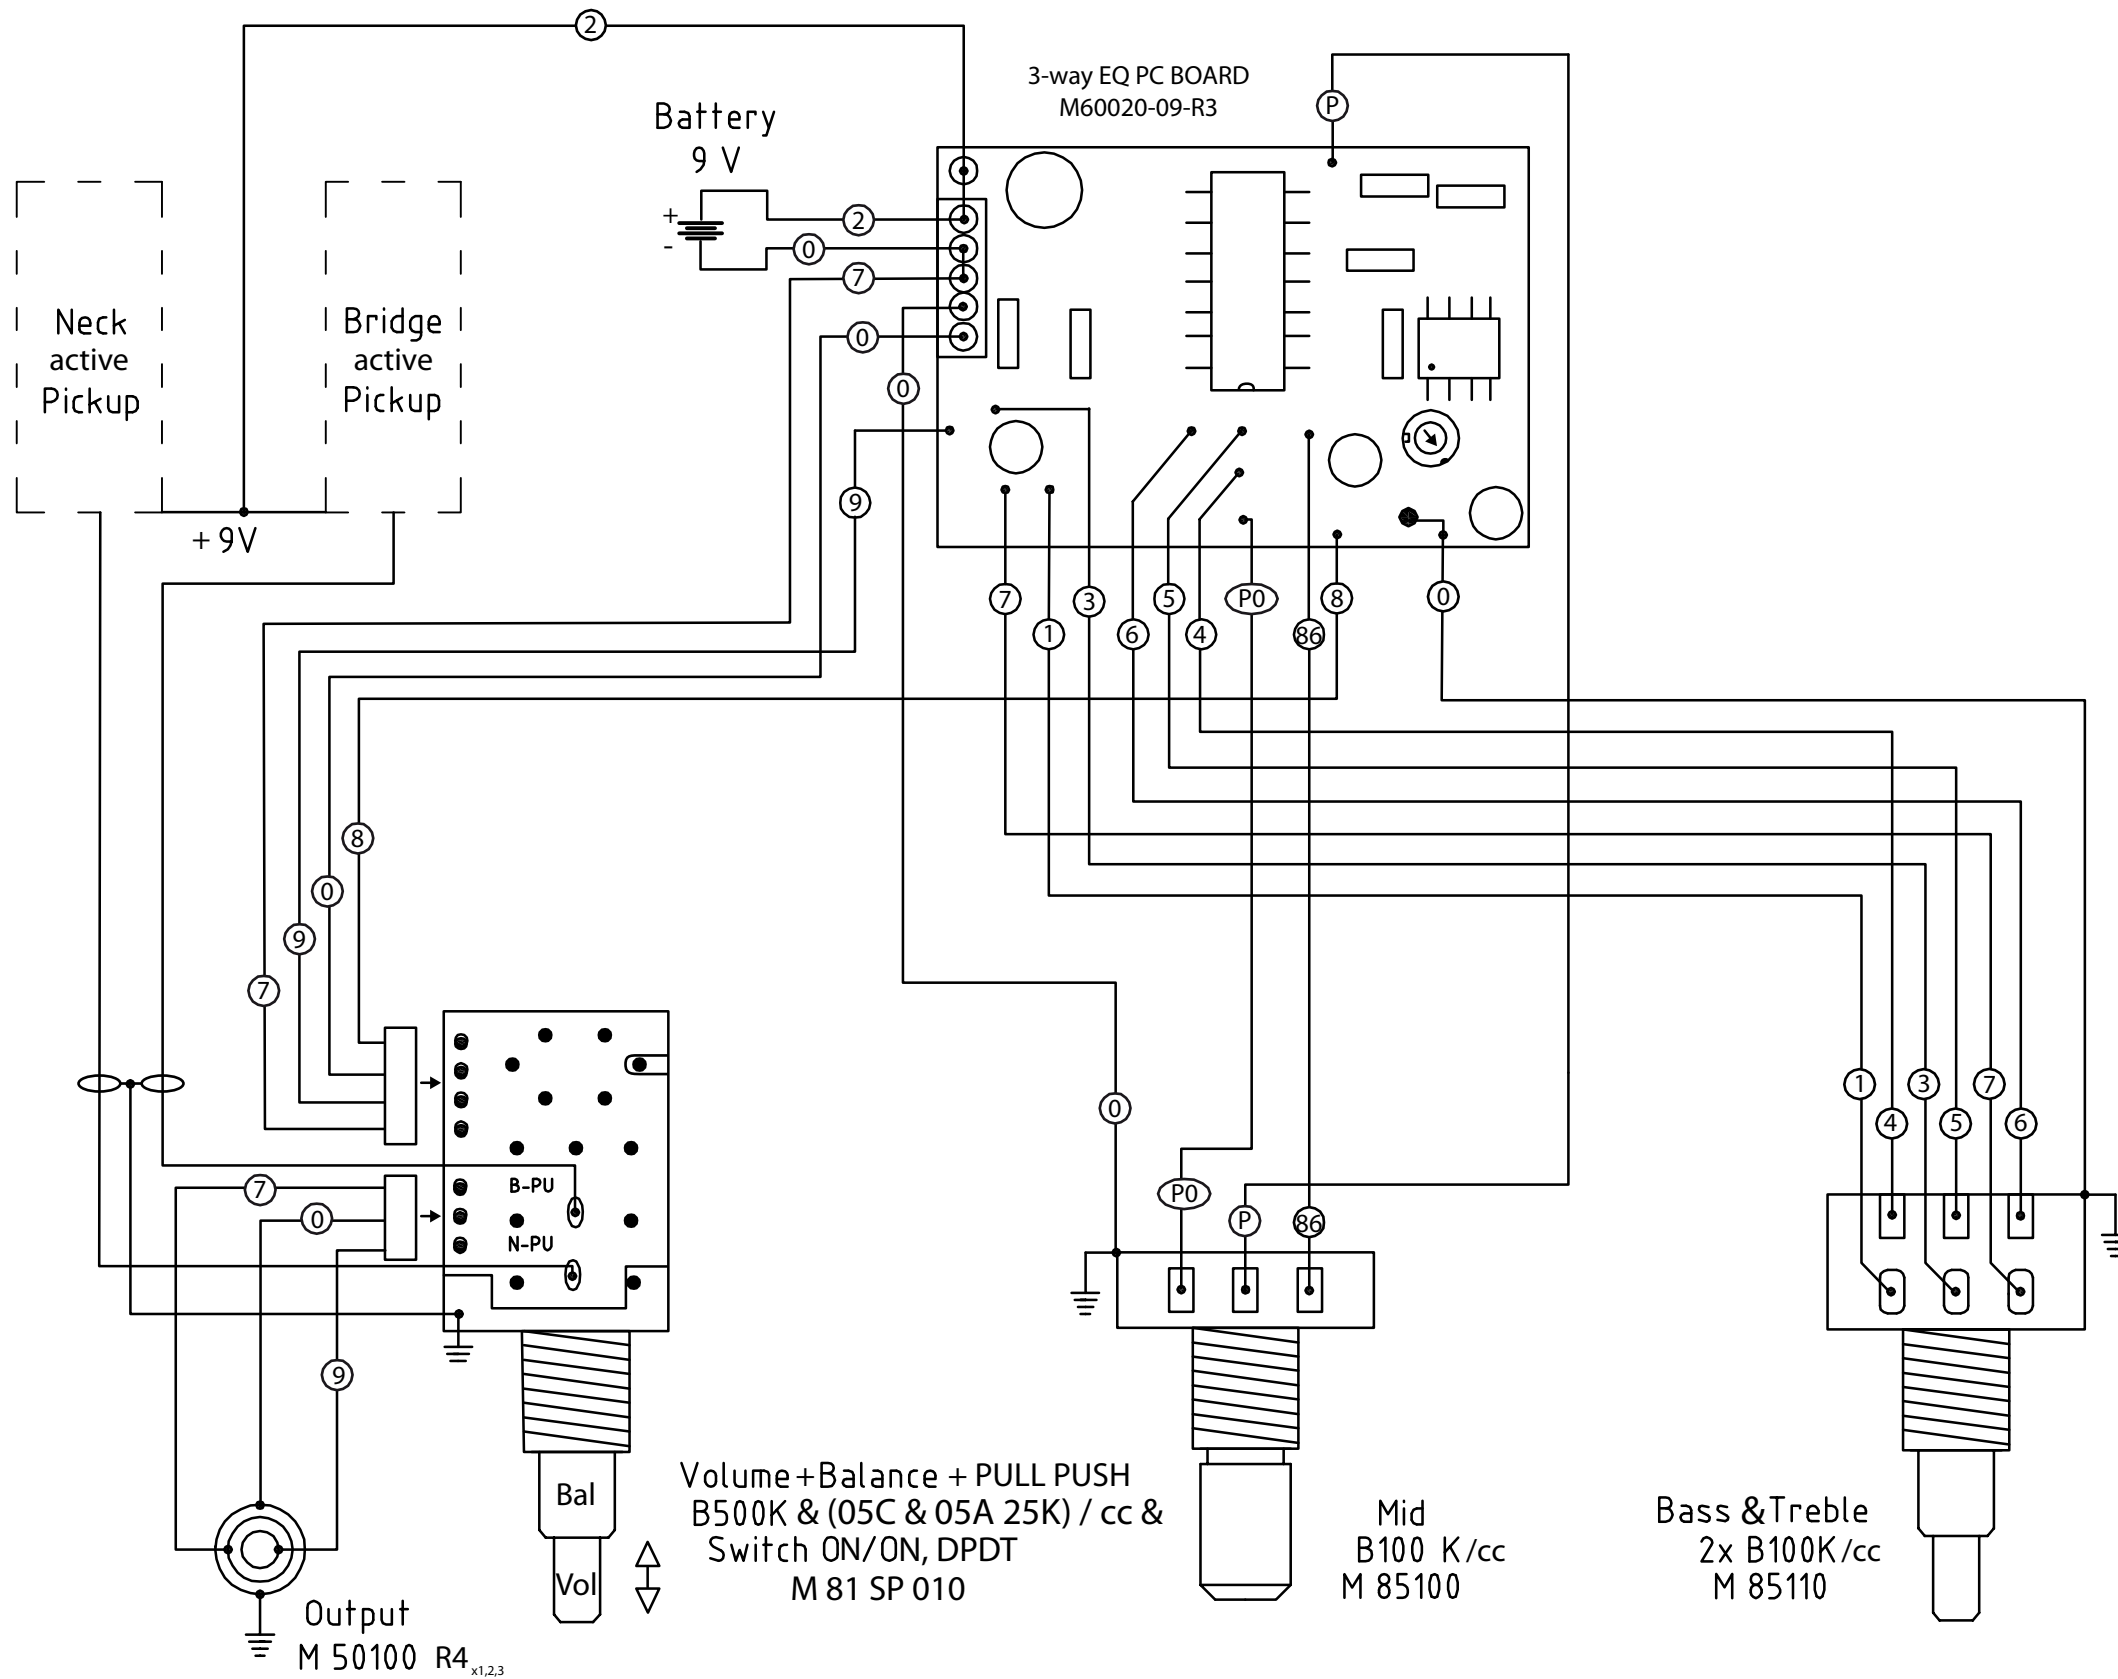 2
3-way EQ PC BOARD
M60020-09-R3
P
Battery
9 V
+
-
2
0
7
0
0
Neck
active
Pickup
Bridge
active
Pickup
+9V
9
7
1
3
6
5
4
P0
86
8
0
8
0
9
7
0
1
3
7
4
5
6
B-PU
N-PU
7
0
9
P0
P
86
Bal
Vol
Volume+Balance + PULL PUSH
B500K & (05C & 05A 25K) / cc &
Switch ON/ON, DPDT
M 81 SP 010
Mid
B100 K/cc
M 85100
Bass &Treble
2x B100K/cc
M 85110
Output
M 50100 R4 x1,2,3